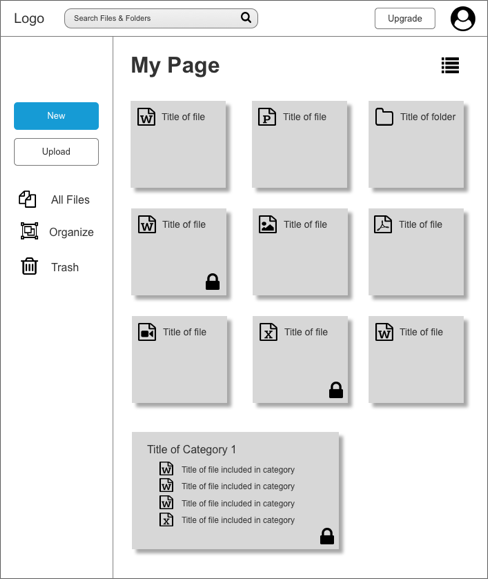 Logo
Search Files & Folders
Upgrade
My Page
New
Upload
All Files
Organize
Trash
W Title of file
P Title of file
Title of folder
W Title of file
Title of file
Title of file
Title of file
X Title of file
W Title of file
Title of Category 1
W Title of file included in category
W Title of file included in category
W Title of file included in category
X Title of file included in category